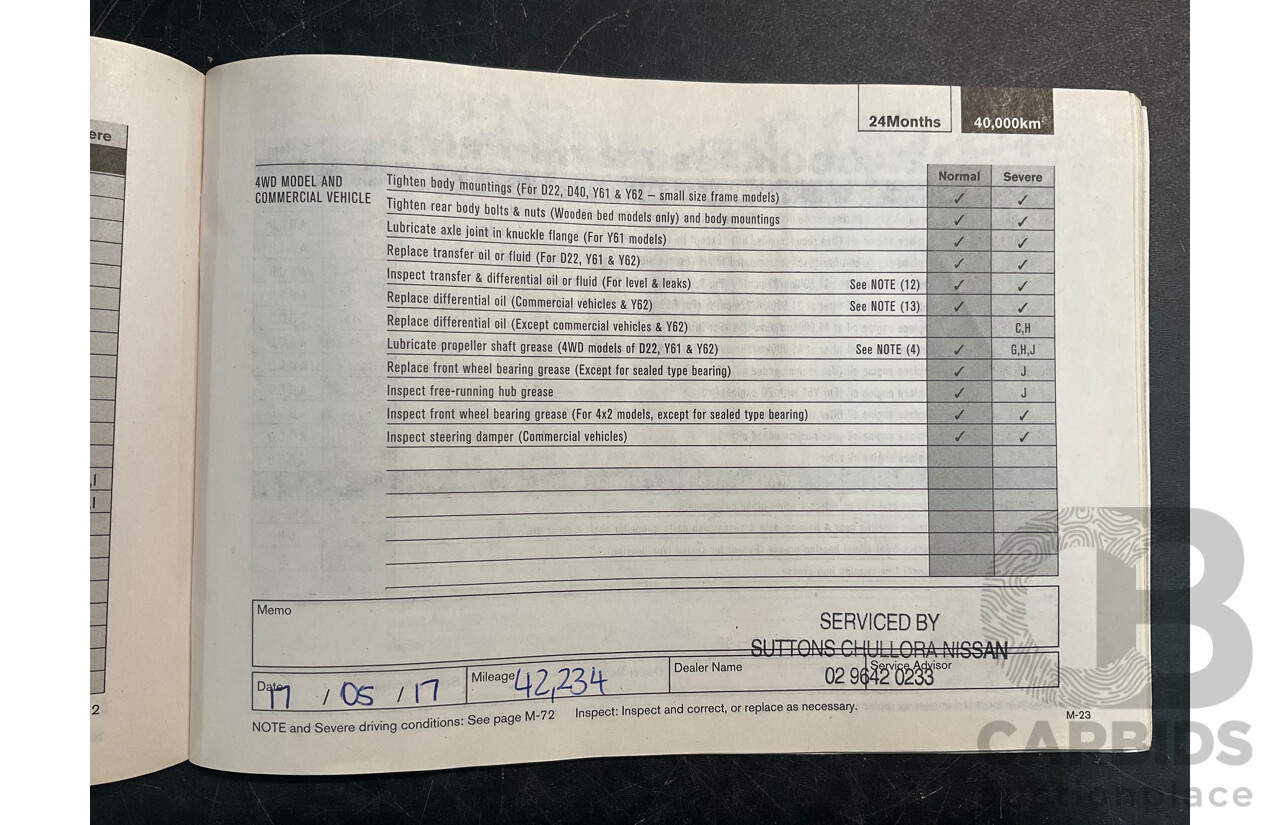 ere
2
24Months 40,000km
Normal Severe
4WD MODEL AND
COMMERCIAL VEHICLE
Tighten body mountings (For D22, D40, Y61 & Y62 – small size frame models) ✓ ✓
Tighten rear body bolts & nuts (Wooden bed models only) and body mountings ✓ ✓
Lubricate axle joint in knuckle flange (For Y61 models) ✓ ✓
Replace transfer oil or fluid (For D22, Y61 & Y62) ✓ ✓
Inspect transfer & differential oil or fluid (For level & leaks) See NOTE (12) ✓ ✓
Replace differential oil (Commercial vehicles & Y62) See NOTE (13) ✓ ✓
Replace differential oil (Except commercial vehicles & Y62) C,H
Lubricate propeller shaft grease (4WD models of D22, Y61 & Y62) See NOTE (4) ✓ G,H,J
Replace front wheel bearing grease (Except for sealed type bearing) ✓ J
Inspect free-running hub grease ✓ J
Inspect front wheel bearing grease (For 4x2 models, except for sealed type bearing) ✓ ✓
Inspect steering damper (Commercial vehicles) ✓ ✓
Memo
SERVICED BY
SUTTONS CHULLORA NISSAN
02 9642 0233
Date 17 / 05 / 17
Mileage 42,234
Dealer Name
Service Advisor
NOTE and Severe driving conditions: See page M-72 Inspect: Inspect and correct, or replace as necessary.
M-23
CB
CARBIDS
auctionplace